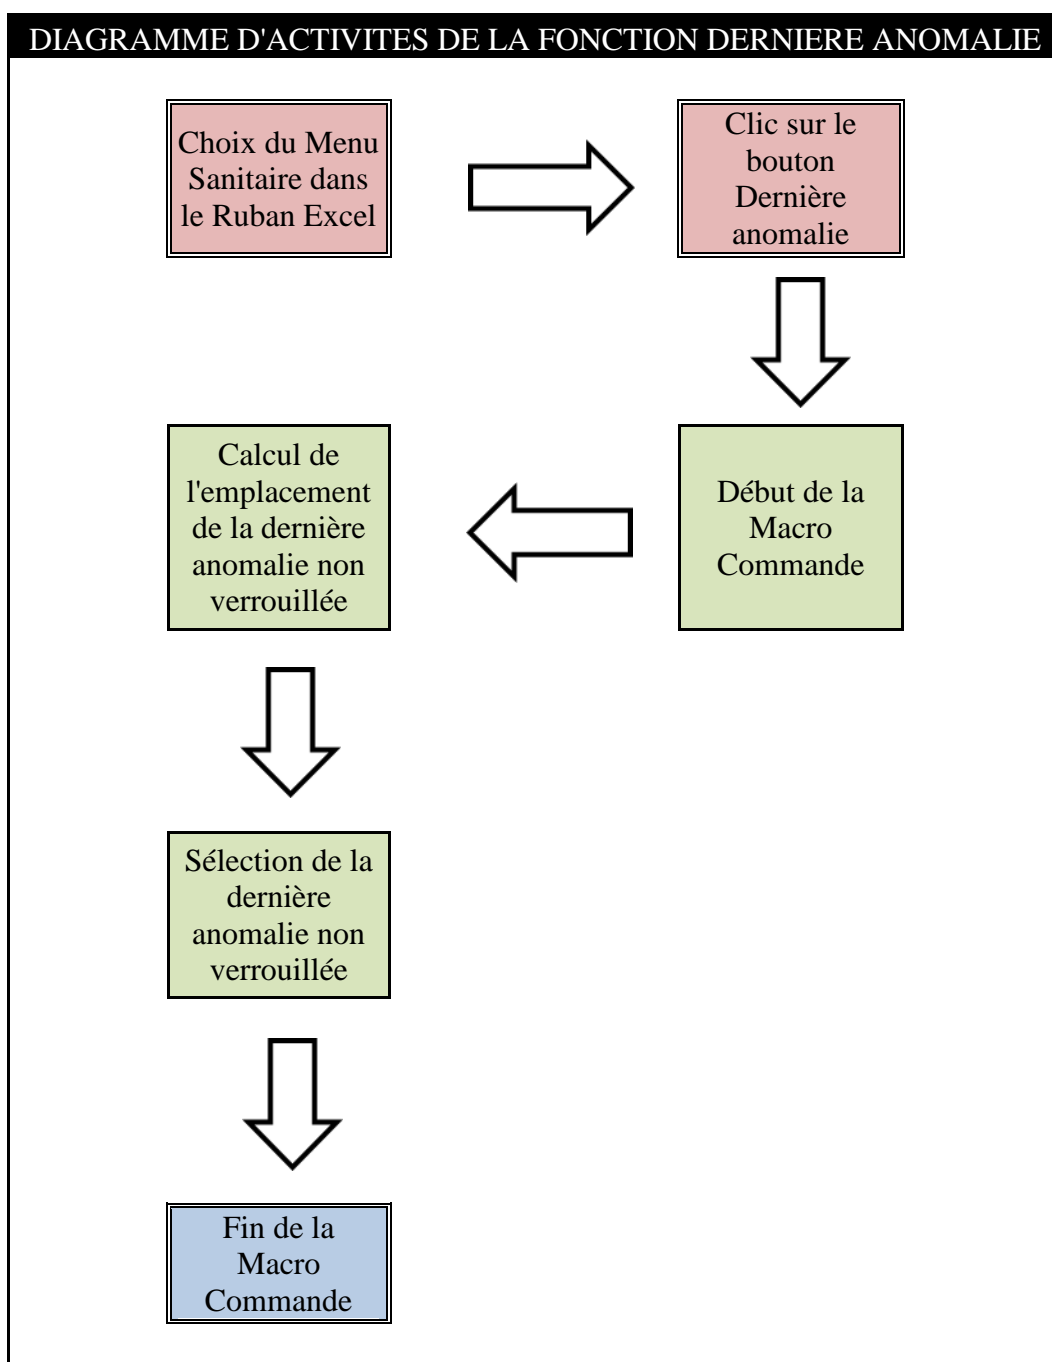 DIAGRAMME D'ACTIVITES DE LA FONCTION DERNIERE ANOMALIE
Choix du Menu
Sanitaire dans
le Ruban Excel
Clic sur le
bouton
Dernière
anomalie
Début de la
Macro
Commande
Calcul de
l'emplacement
de la dernière
anomalie non
verrouillée
Sélection de la
dernière
anomalie non
verrouillée
Fin de la
Macro
Commande